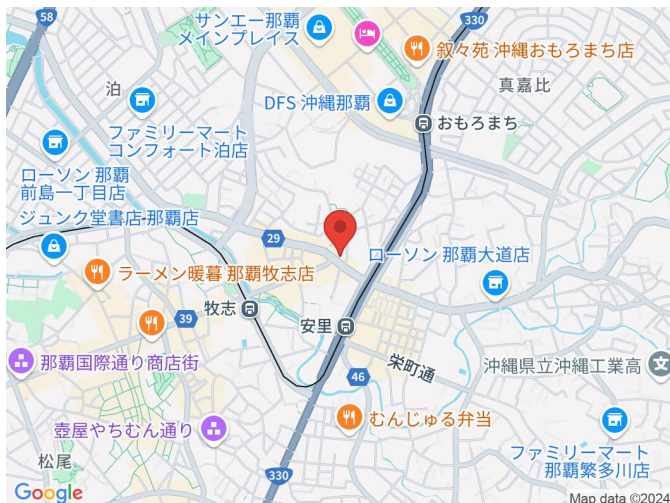 58
サンエー那覇
メインプレイス
330
叙々苑 沖縄おもろまち店
真嘉比
泊
DFS 沖縄那覇
おもろまち
ファミリーマート
コンフォート泊店
ローソン 那覇
前島一丁目店
ジュンク堂書店-那覇店
29
ローソン 那覇大道店
ラーメン暖暮 那覇牧志店
39
牧志
安里
那覇国際通り商店街
栄町通
沖縄県立沖縄工業高
46
むんじゅる弁当
壺屋やちむん通り
ファミリーマート
那覇繁多川店
松尾
330
Google
Map data ©2024